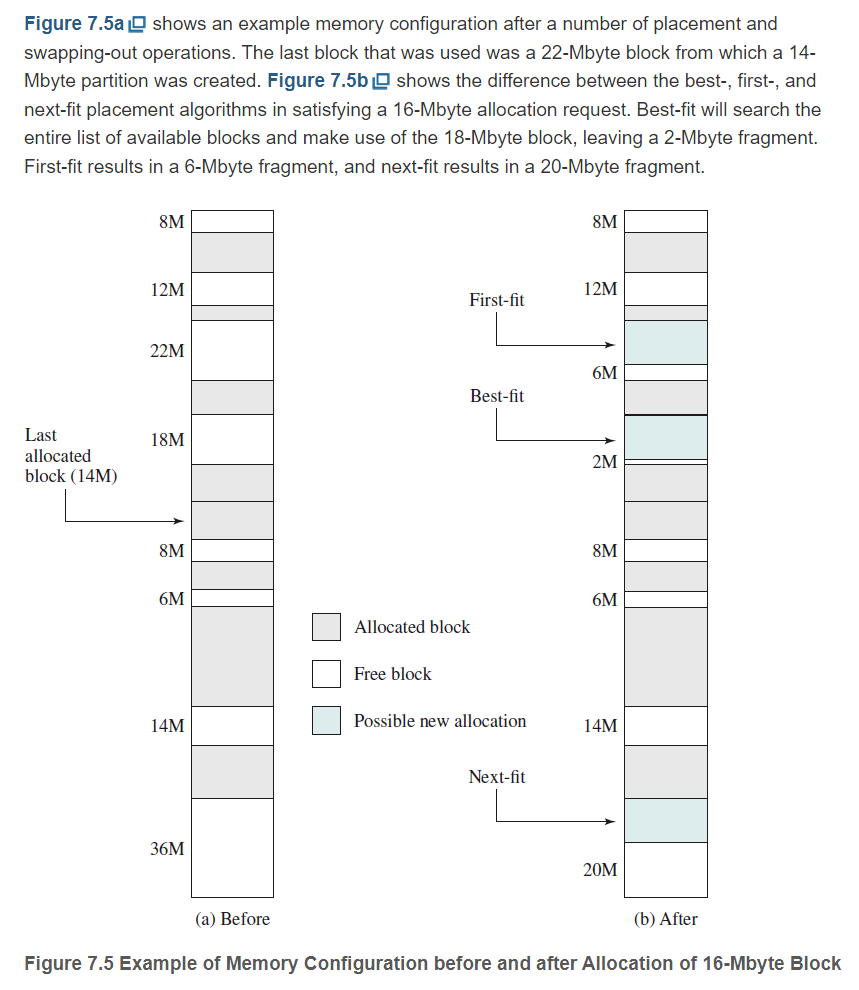 Figure 7.5a shows an example memory configuration after a number of placement and
swapping-out operations. The last block that was used was a 22-Mbyte block from which a 14-
Mbyte partition was created. Figure 7.5b shows the difference between the best-, first-, and
next-fit placement algorithms in satisfying a 16-Mbyte allocation request. Best-fit will search the
entire list of available blocks and make use of the 18-Mbyte block, leaving a 2-Mbyte fragment.
First-fit results in a 6-Mbyte fragment, and next-fit results in a 20-Mbyte fragment.
8M
12M
22M
18M
Last
allocated
block (14M)
8M
6M
14M
36M
(a) Before
Allocated block
Free block
Possible new allocation
8M
12M
First-fit
6M
Best-fit
2M
8M
6M
14M
Next-fit
20M
(b) After
Figure 7.5 Example of Memory Configuration before and after Allocation of 16-Mbyte Block